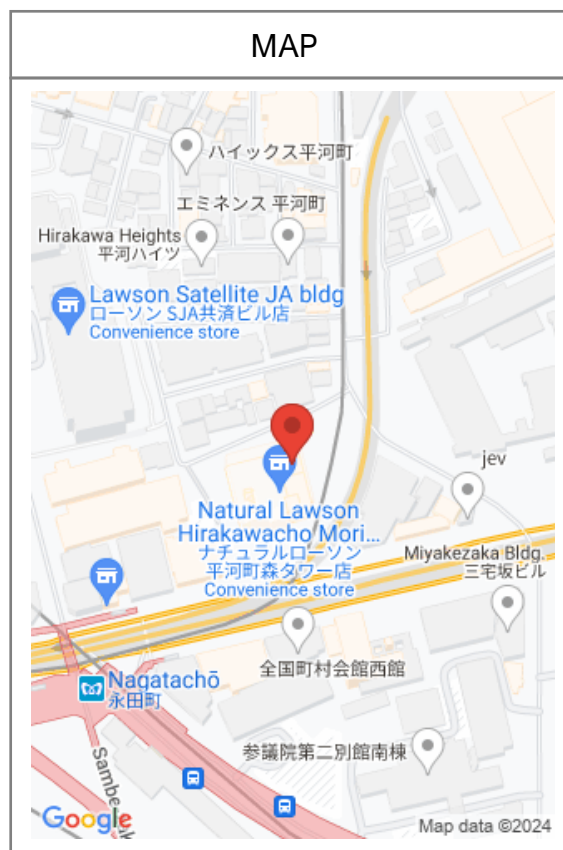 MAP
ハイックス平河町
エミネンス 平河町
Hirakawa Heights
平河ハイツ
Lawson Satellite JA bldg
ローソン SJA共済ビル店
Convenience store
jev
Natural Lawson
Hirakawacho Mori...
ナチュラルローソン
平河町森タワー店
Convenience store
Miyakezaka Bldg.
三宅坂ビル
全国町村会館西館
Nagatachō
永田町
参議院第二別館南棟
Google
Map data ©2024